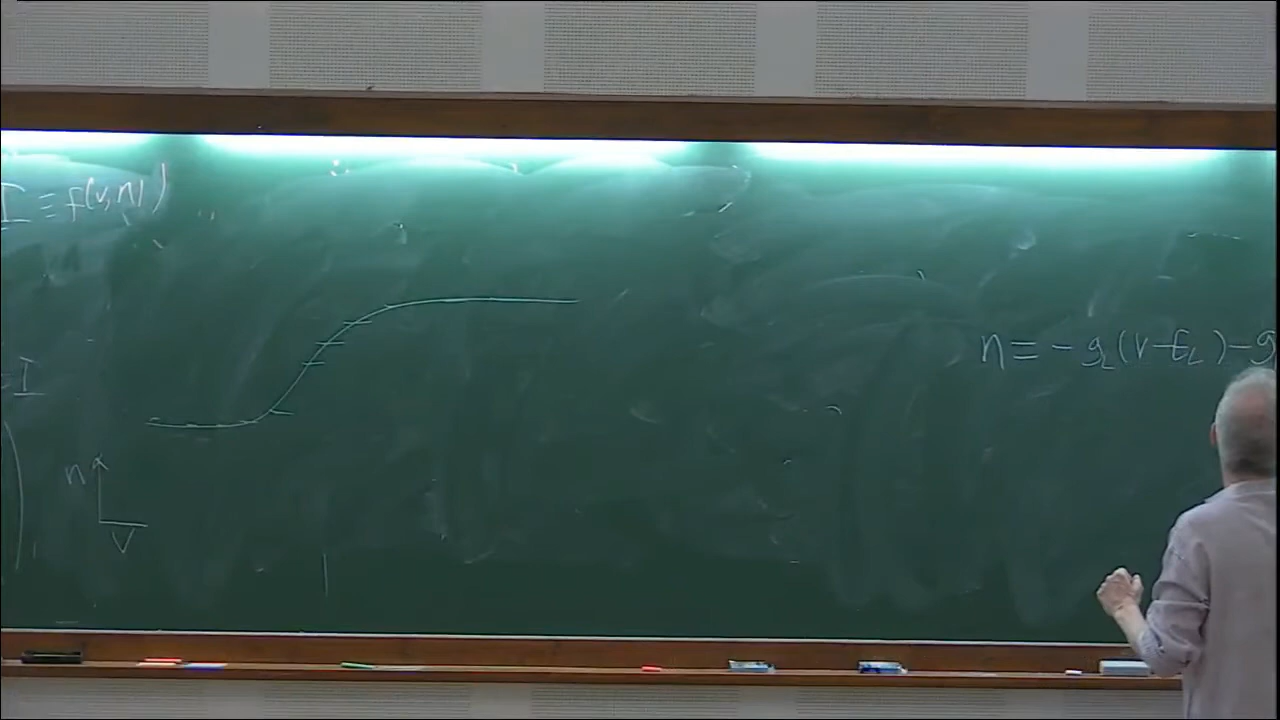 I ≡ f(v,n)
=I
n
V
n = - g_L (v-E_L) - g